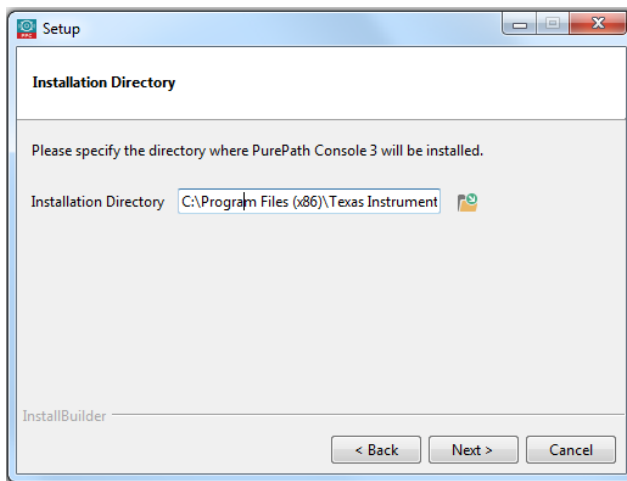 Setup
Installation Directory
Please specify the directory where PurePath Console 3 will be installed.
Installation Directory C:\Program Files (x86)\Texas Instrument
InstallBuilder
< Back Next > Cancel